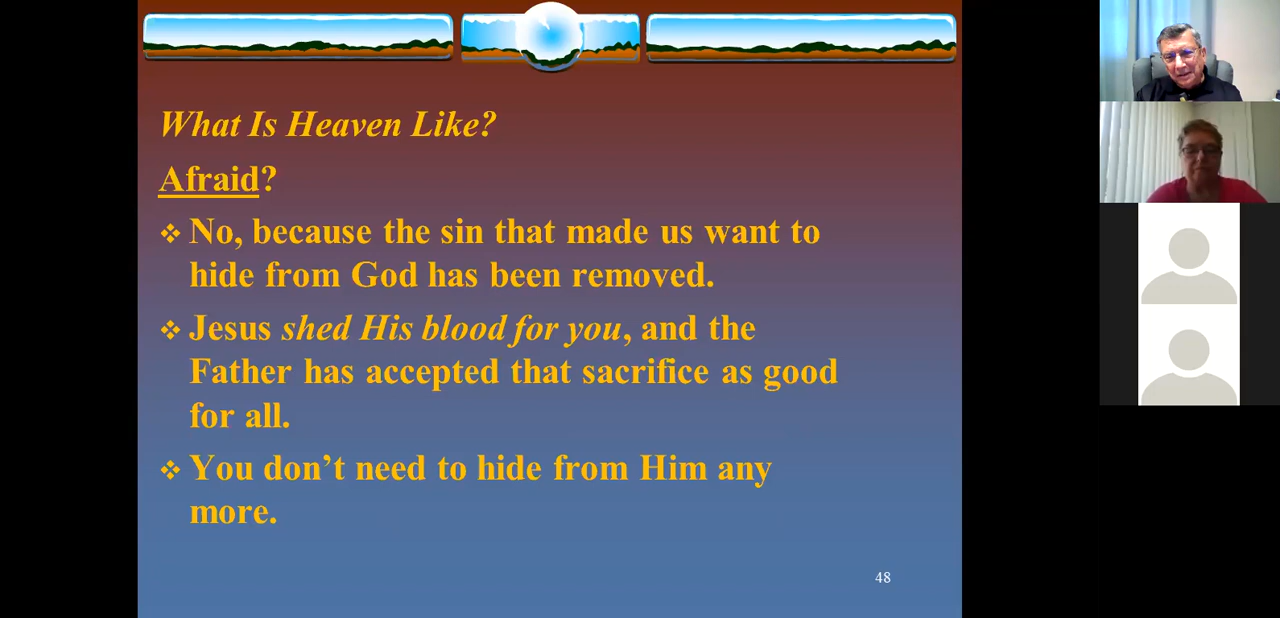 What Is Heaven Like?
Afraid?
❖ No, because the sin that made us want to
hide from God has been removed.
❖ Jesus shed His blood for you, and the
Father has accepted that sacrifice as good
for all.
❖ You don’t need to hide from Him any
more.
48